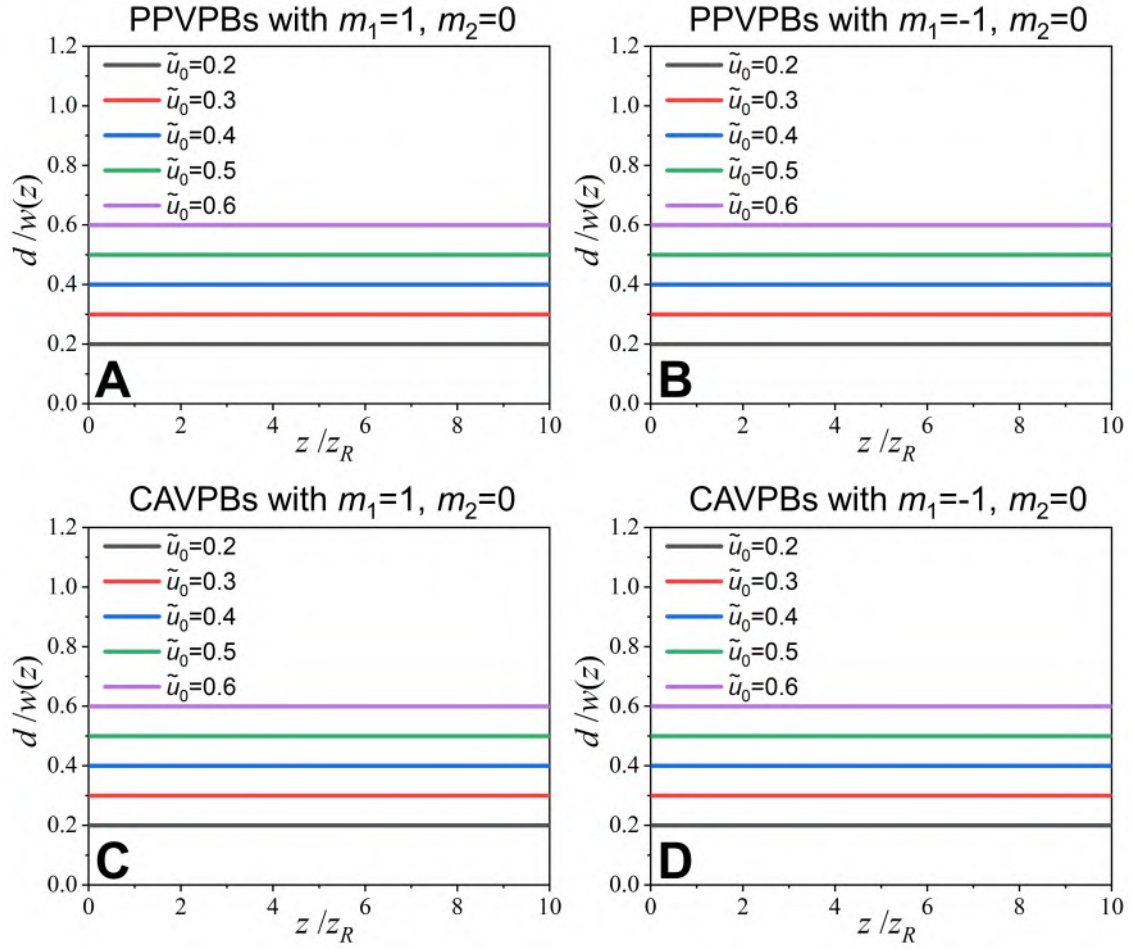 PPVPBs with m₁=1, m₂=0
1.2
1.0
0.8
0.6
0.4
0.2
0.0
d /w(z)
ũ₀=0.2
ũ₀=0.3
ũ₀=0.4
ũ₀=0.5
ũ₀=0.6
A
0 2 4 6 8 10
z /z_R
PPVPBs with m₁=-1, m₂=0
1.2
1.0
0.8
0.6
0.4
0.2
0.0
d /w(z)
ũ₀=0.2
ũ₀=0.3
ũ₀=0.4
ũ₀=0.5
ũ₀=0.6
B
0 2 4 6 8 10
z /z_R
CAVPBs with m₁=1, m₂=0
1.2
1.0
0.8
0.6
0.4
0.2
0.0
d /w(z)
ũ₀=0.2
ũ₀=0.3
ũ₀=0.4
ũ₀=0.5
ũ₀=0.6
C
0 2 4 6 8 10
z /z_R
CAVPBs with m₁=-1, m₂=0
1.2
1.0
0.8
0.6
0.4
0.2
0.0
d /w(z)
ũ₀=0.2
ũ₀=0.3
ũ₀=0.4
ũ₀=0.5
ũ₀=0.6
D
0 2 4 6 8 10
z /z_R